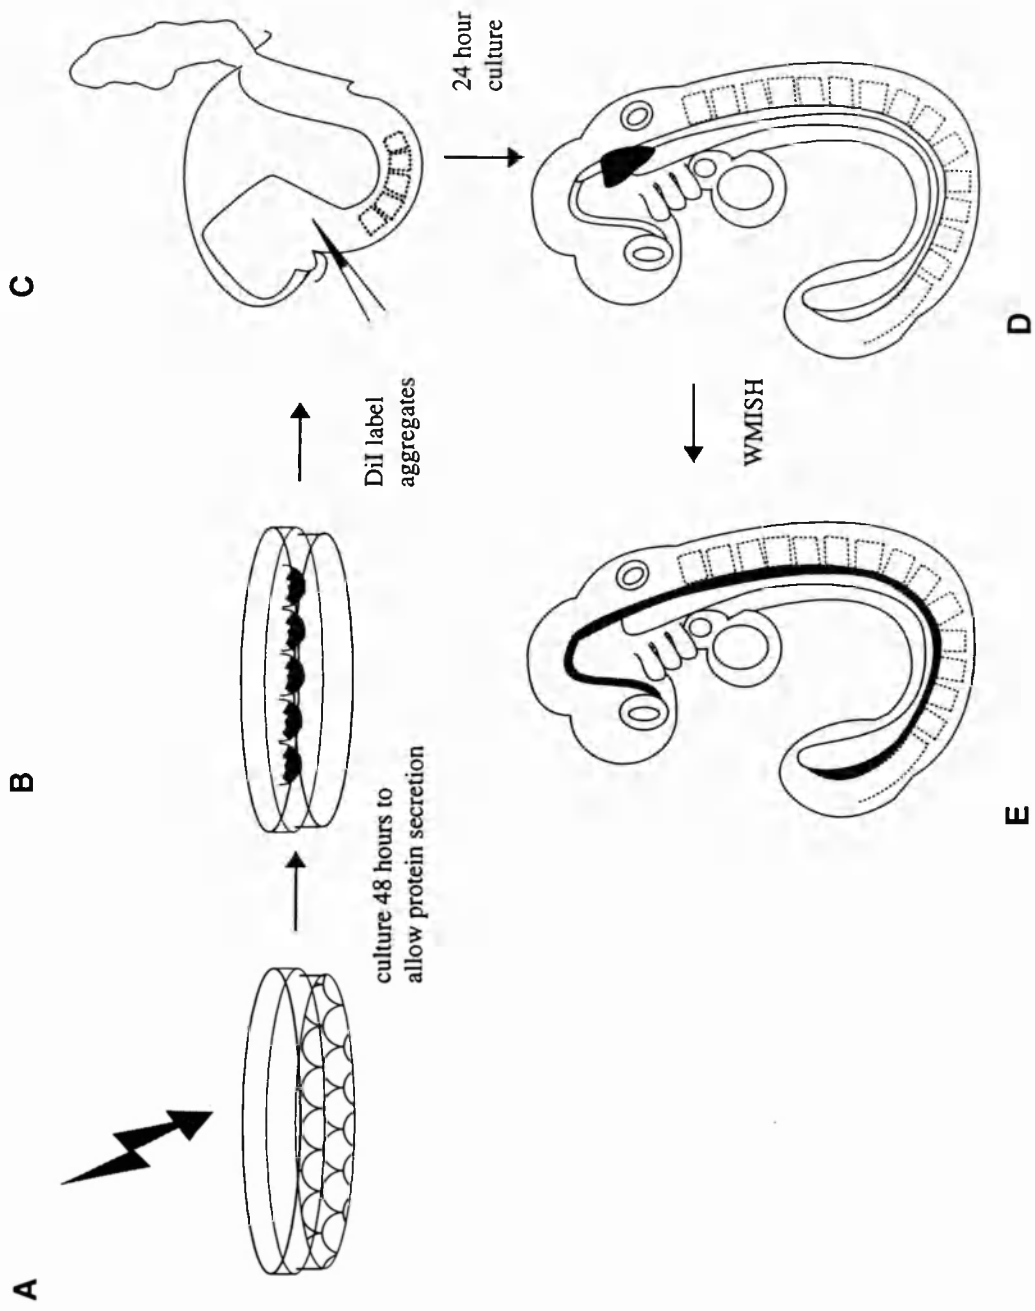 A
B
C
culture 48 hours to
allow protein secretion
DiI label
aggregates
24 hour
culture
WMISH
E
D